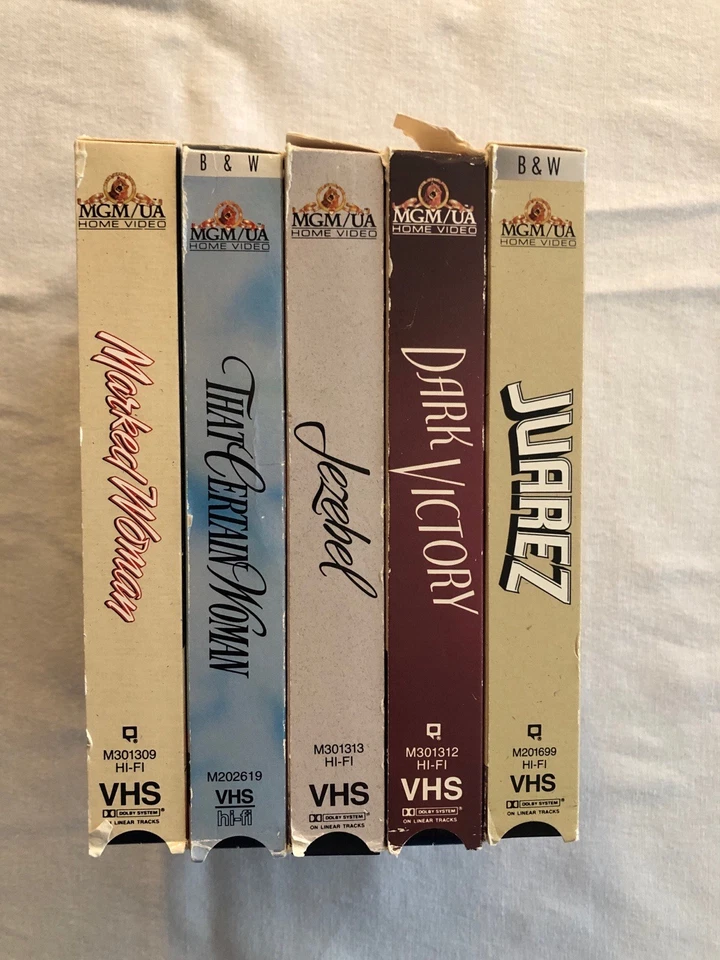 MGM/UA
HOME VIDEO
Marked Woman
M301309
HI-FI
VHS
DOLBY SYSTEM®
ON LINEAR TRACKS
B & W
MGM/UA
HOME VIDEO
THAT CERTAIN WOMAN
M202619
VHS
hi-fi
MGM/UA
HOME VIDEO
Jezebel
M301313
HI-FI
VHS
DOLBY SYSTEM®
ON LINEAR TRACKS
MGM/UA
HOME VIDEO
DARK VICTORY
M301312
HI-FI
VHS
DOLBY SYSTEM®
ON LINEAR TRACKS
B & W
MGM/UA
HOME VIDEO
JUAREZ
M201699
HI-FI
VHS
DOLBY SYSTEM®
ON LINEAR TRACKS